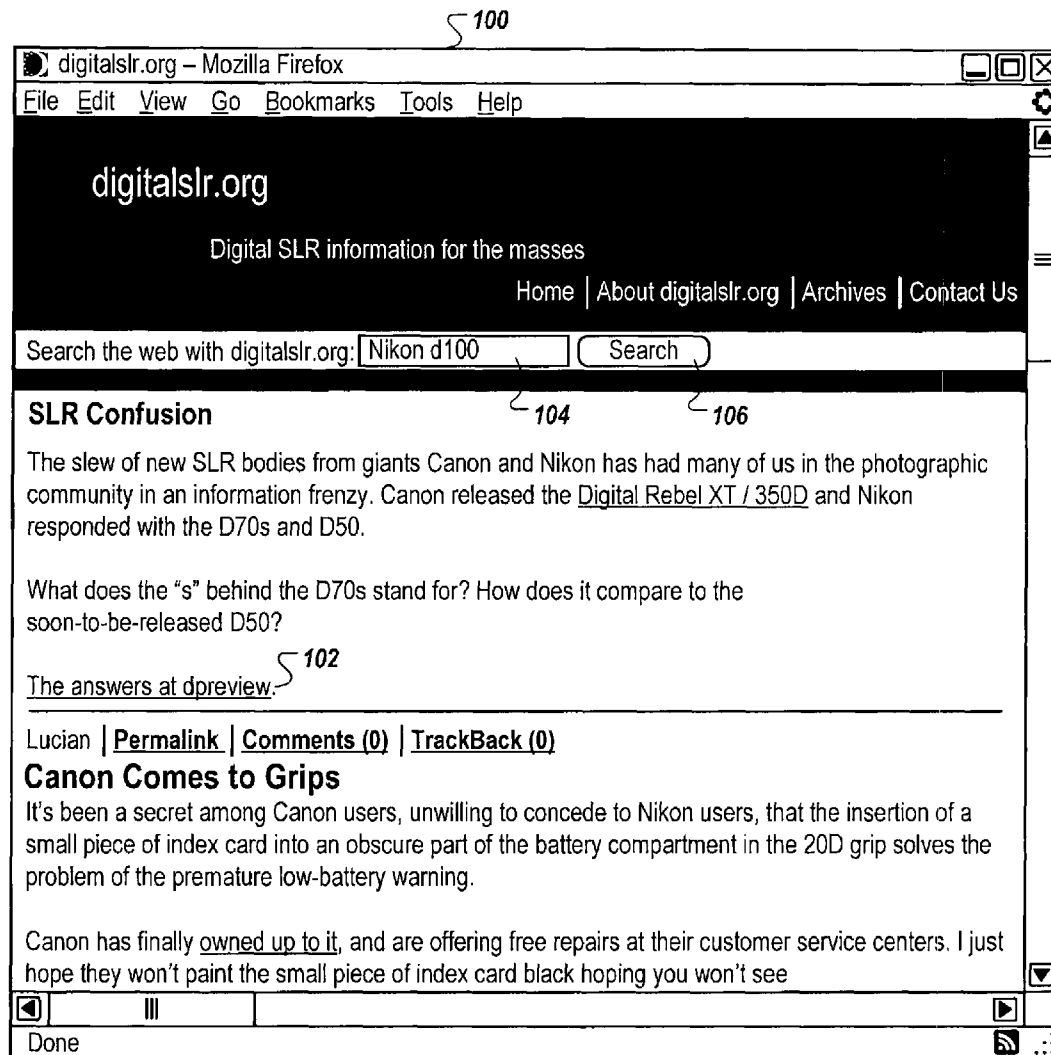 100
digitalslr.org – Mozilla Firefox
File Edit View Go Bookmarks Tools Help
digitalslr.org
Digital SLR information for the masses
Home | About digitalslr.org | Archives | Contact Us
Search the web with digitalslr.org: Nikon d100 Search
104 106
SLR Confusion
The slew of new SLR bodies from giants Canon and Nikon has had many of us in the photographic
community in an information frenzy. Canon released the Digital Rebel XT / 350D and Nikon
responded with the D70s and D50.
What does the “s” behind the D70s stand for? How does it compare to the
soon-to-be-released D50?
102
The answers at dpreview.
Lucian | Permalink | Comments (0) | TrackBack (0)
Canon Comes to Grips
It’s been a secret among Canon users, unwilling to concede to Nikon users, that the insertion of a
small piece of index card into an obscure part of the battery compartment in the 20D grip solves the
problem of the premature low-battery warning.
Canon has finally owned up to it, and are offering free repairs at their customer service centers. I just
hope they won’t paint the small piece of index card black hoping you won’t see
Done